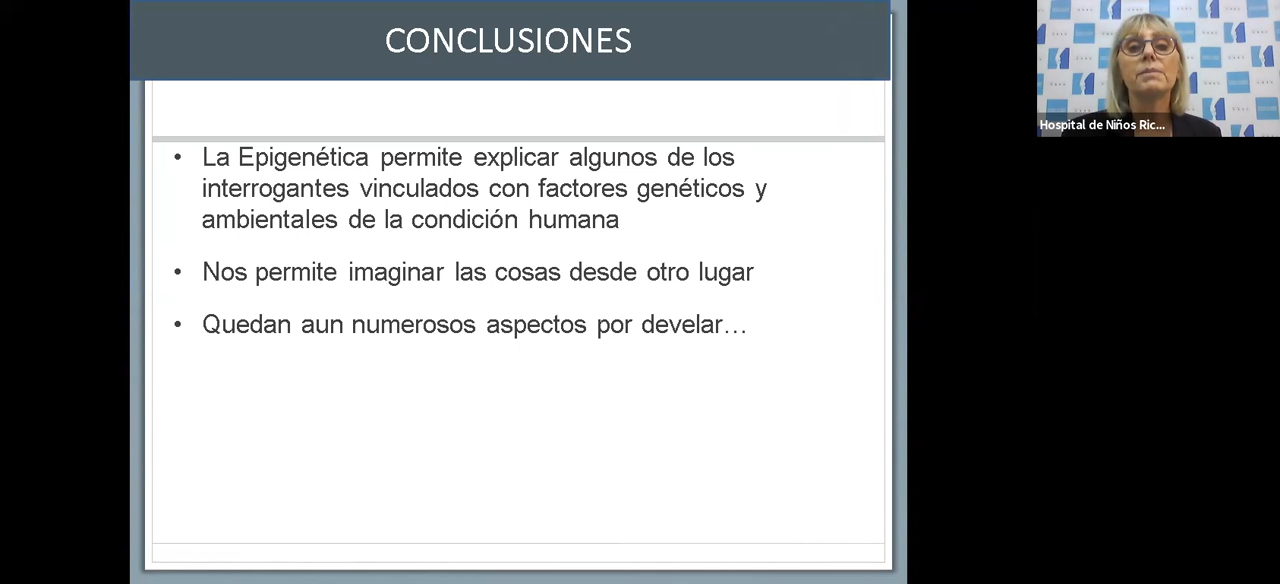 CONCLUSIONES
• La Epigenética permite explicar algunos de los
interrogantes vinculados con factores genéticos y
ambientales de la condición humana
• Nos permite imaginar las cosas desde otro lugar
• Quedan aun numerosos aspectos por develar…
Hospital de Niños Ric...